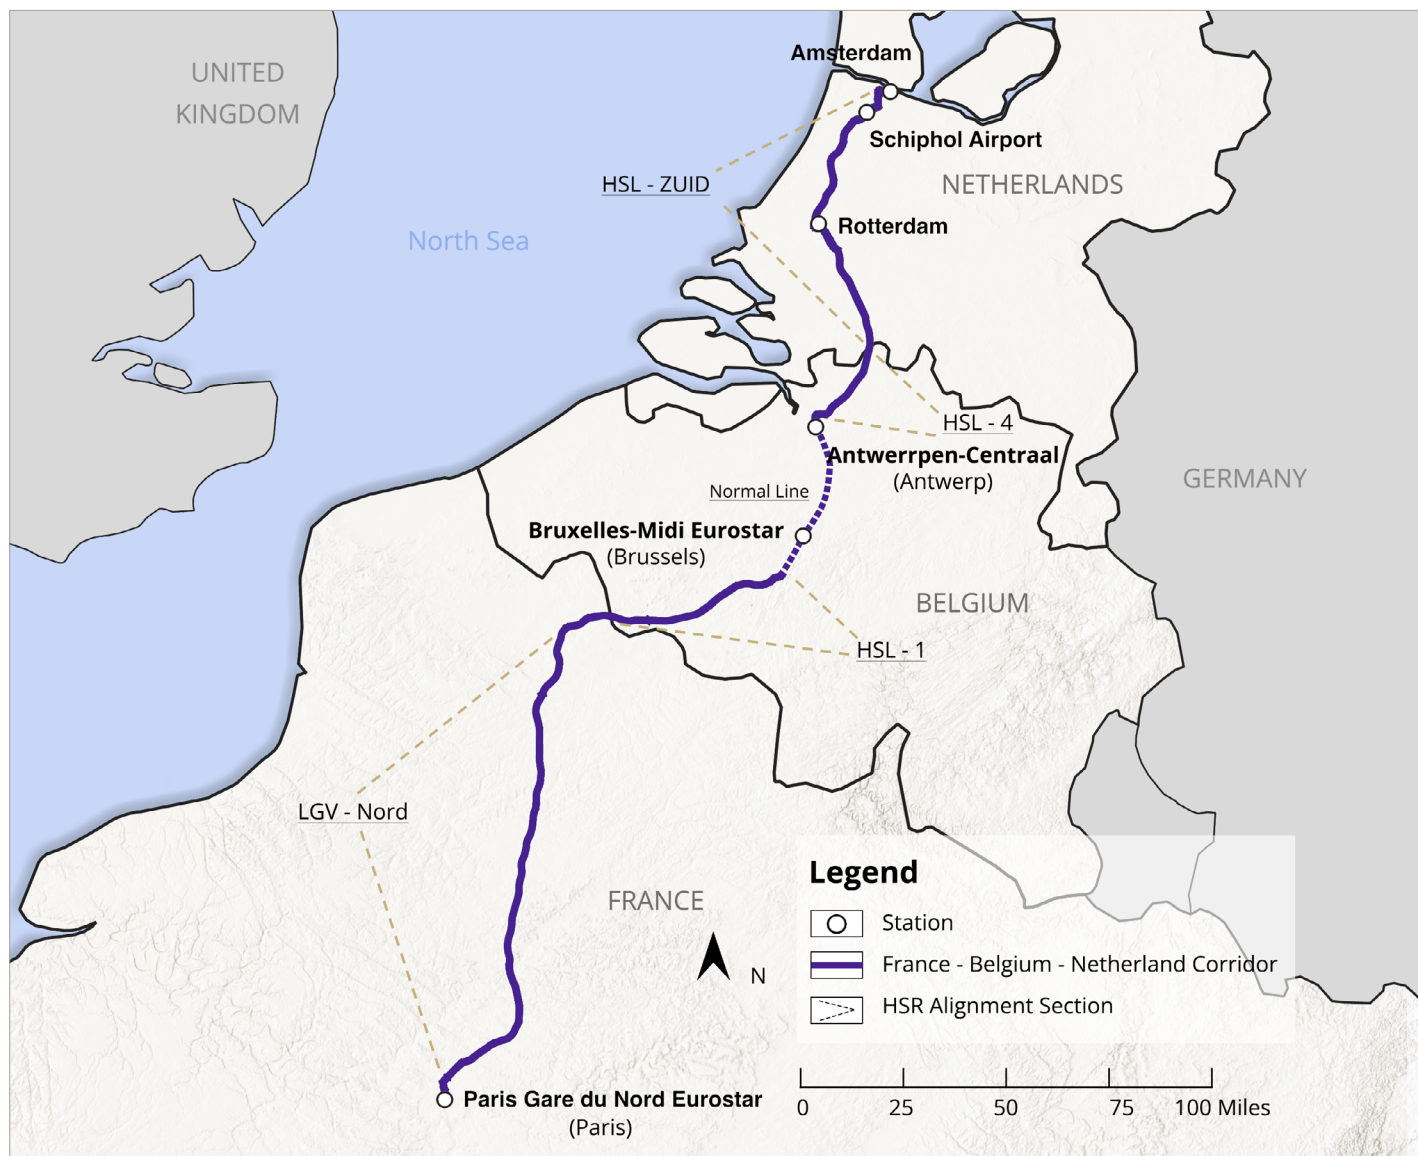 Amsterdam
UNITED
KINGDOM
Schiphol Airport
HSL - ZUID
NETHERLANDS
Rotterdam
North Sea
HSL - 4
Antwerrpen-Centraal
(Antwerp)
GERMANY
Normal Line
Bruxelles-Midi Eurostar
(Brussels)
BELGIUM
HSL - 1
LGV - Nord
FRANCE
N
Legend
Station
France - Belgium - Netherland Corridor
HSR Alignment Section
0 25 50 75 100 Miles
Paris Gare du Nord Eurostar
(Paris)